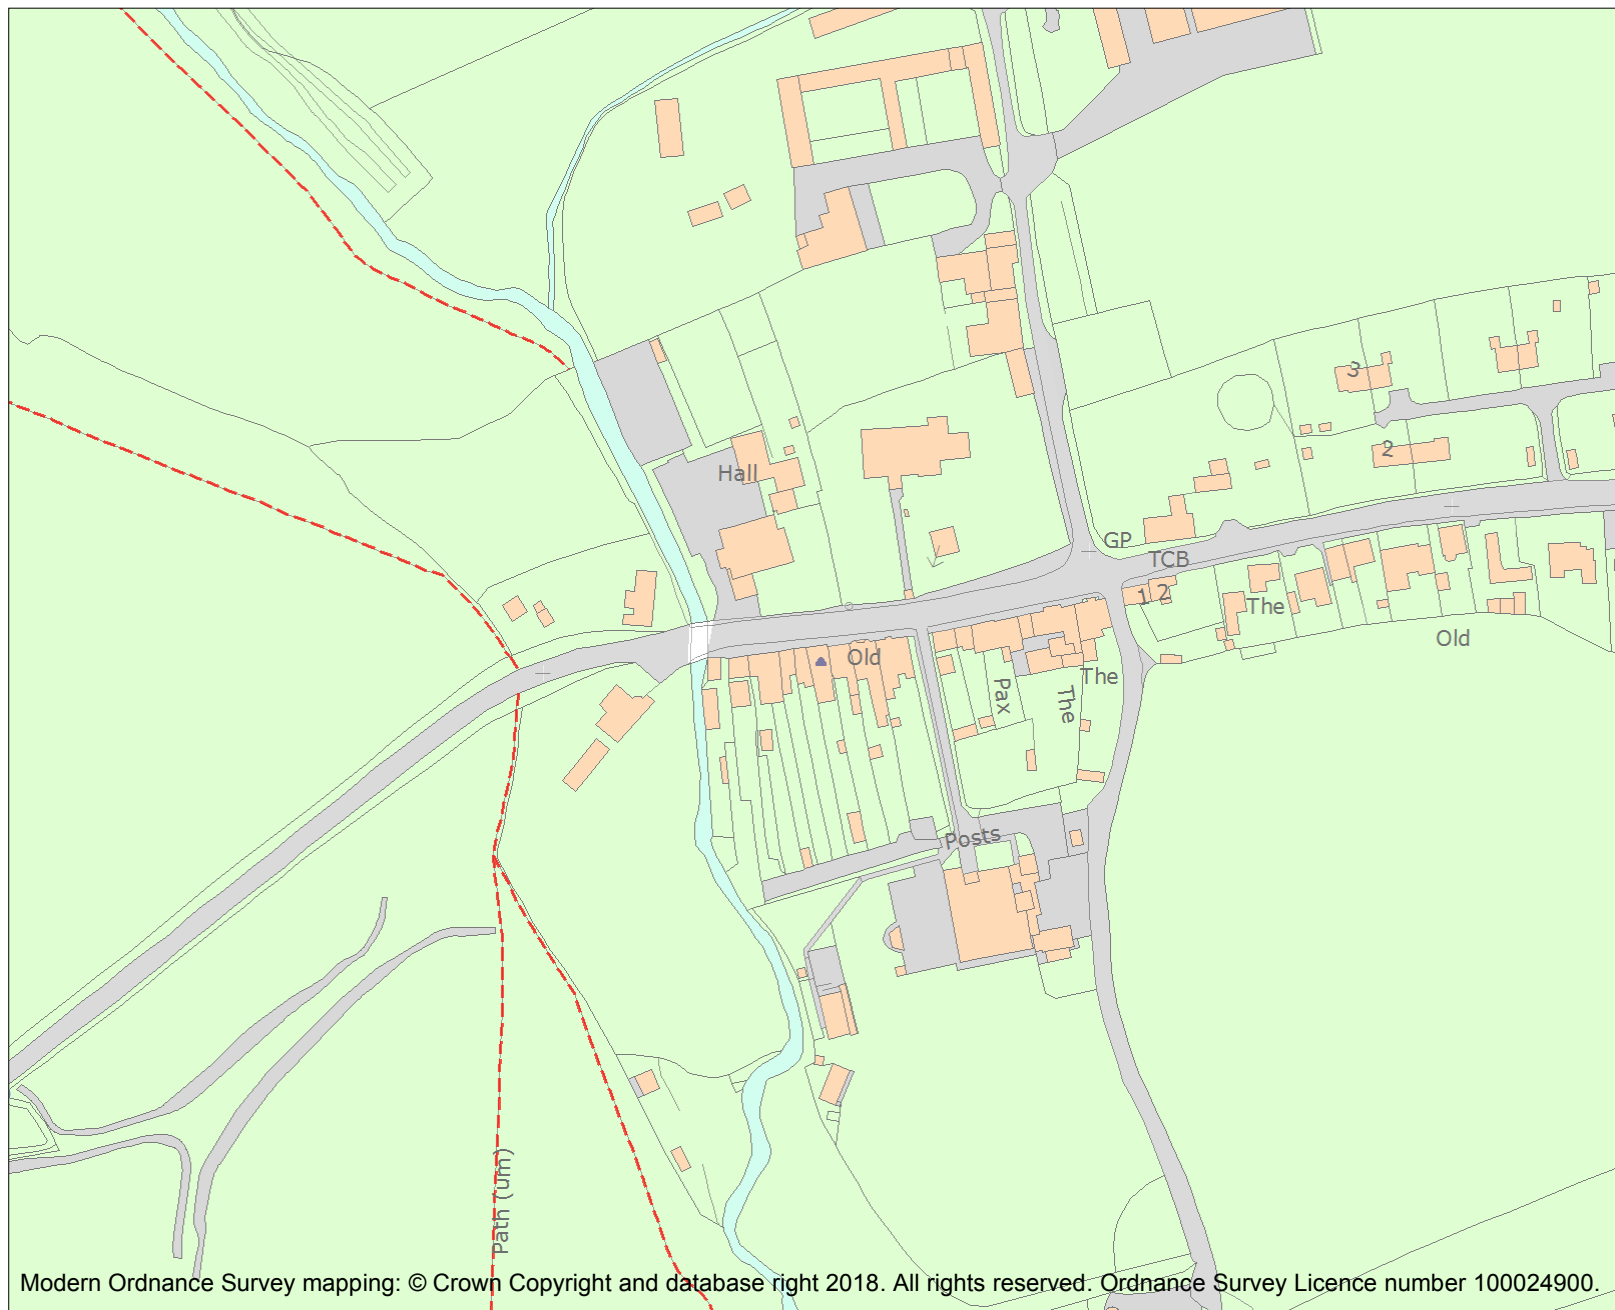 3
2
Hall
GP
TCB
1
2
The
Old
Old
The
Pax
The
Posts
Path (um)
Modern Ordnance Survey mapping: © Crown Copyright and database right 2018. All rights reserved. Ordnance Survey Licence number 100024900.